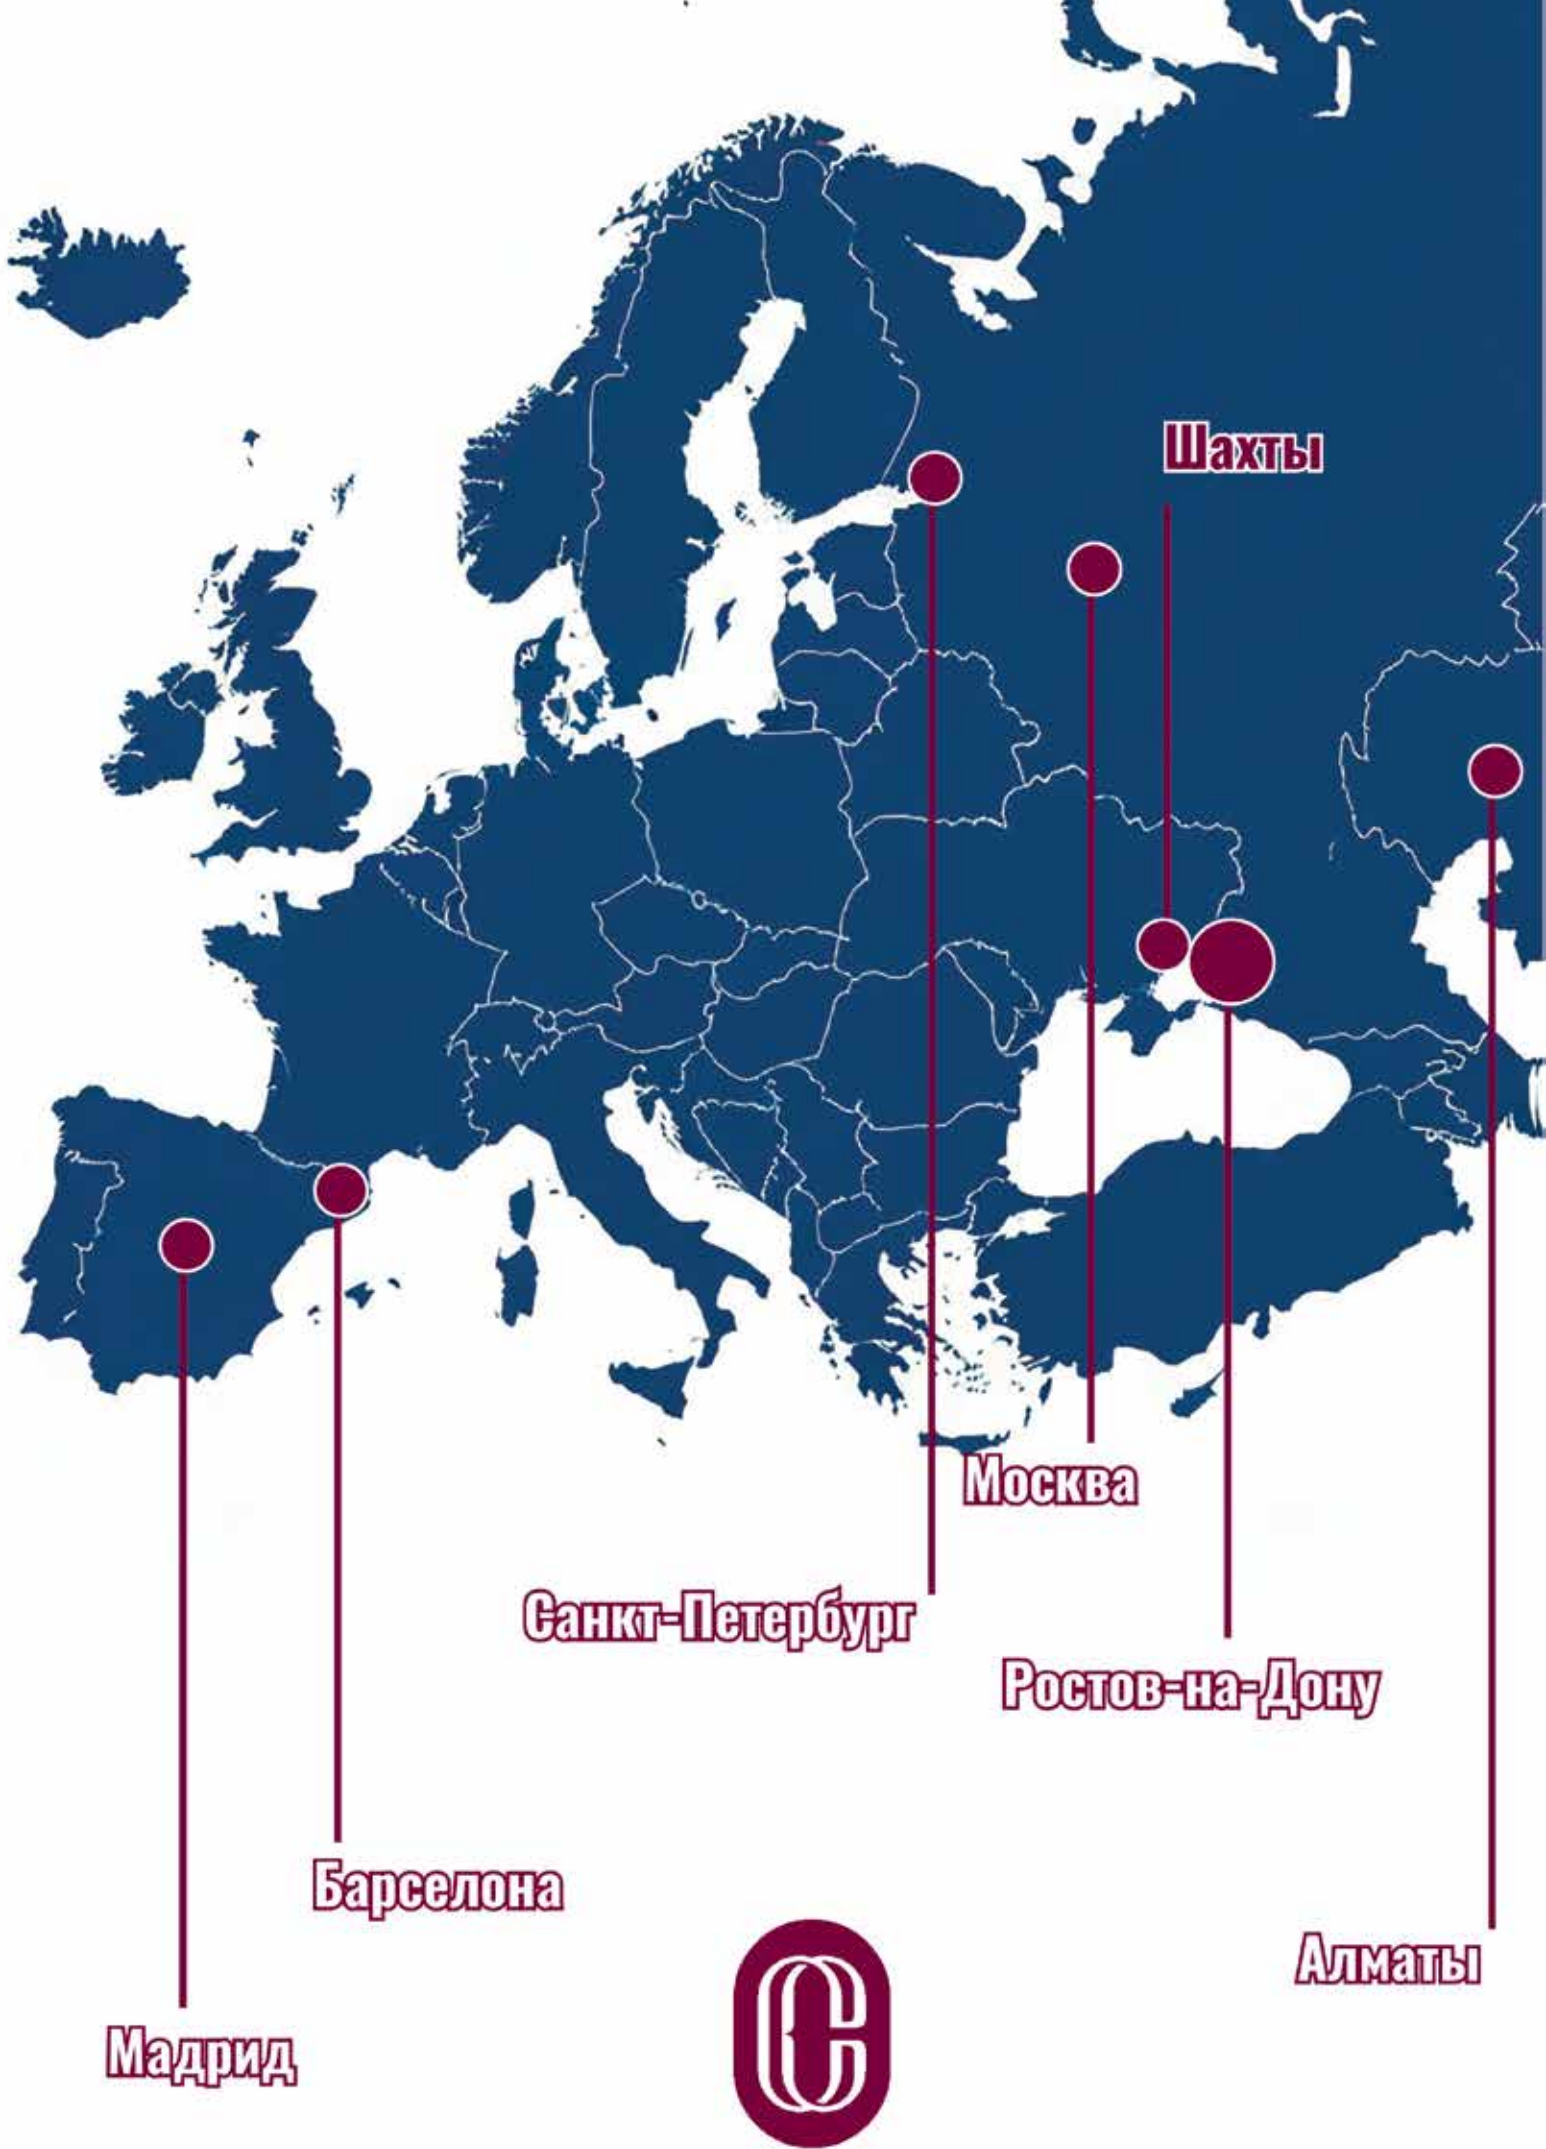 Шахты
Москва
Санкт-Петербург
Ростов-на-Дону
Барселона
Алматы
Мадрид